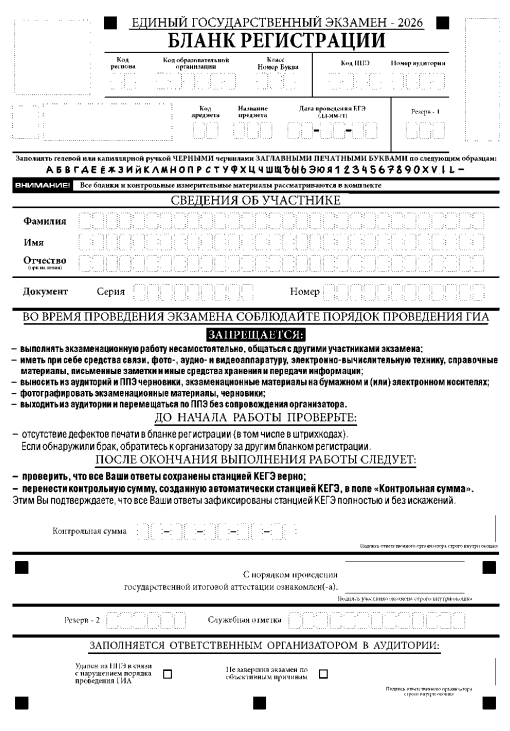 ЕДИНЫЙ ГОСУДАРСТВЕННЫЙ ЭКЗАМЕН - 2026
БЛАНК РЕГИСТРАЦИИ
Код региона
Код образовательной организации
Класс Номер Буква
Код ППЭ
Номер аудитории
Код предмета
Название предмета
Дата проведения ЕГЭ (ДД-ММ-ГГ)
Резерв - 1
Заполнять гелевой или капиллярной ручкой ЧЕРНЫМИ чернилами ЗАГЛАВНЫМИ ПЕЧАТНЫМИ БУКВАМИ по следующим образцам:
АБВГДЕЁЖЗИЙКЛМНОПРСТУФХЦЧШЩЪЫЬЭЮЯ1234567890XVIL-
ВНИМАНИЕ! Все бланки и контрольные измерительные материалы рассматриваются в комплекте
СВЕДЕНИЯ ОБ УЧАСТНИКЕ
Фамилия
Имя
Отчество
(при наличии)
Документ Серия Номер
ВО ВРЕМЯ ПРОВЕДЕНИЯ ЭКЗАМЕНА СОБЛЮДАЙТЕ ПОРЯДОК ПРОВЕДЕНИЯ ГИА
ЗАПРЕЩАЕТСЯ:
– выполнять экзаменационную работу несамостоятельно, общаться с другими участниками экзамена;
– иметь при себе средства связи, фото-, аудио- и видеоаппаратуру, электронно-вычислительную технику, справочные
материалы, письменные заметки и иные средства хранения и передачи информации;
– выносить из аудиторий и ППЭ черновики, экзаменационные материалы на бумажном и (или) электронном носителях;
– фотографировать экзаменационные материалы, черновики;
– выходить из аудитории и перемещаться по ППЭ без сопровождения организатора.
ДО НАЧАЛА РАБОТЫ ПРОВЕРЬТЕ:
– отсутствие дефектов печати в бланке регистрации (в том числе в штрихкодах).
Если обнаружили брак, обратитесь к организатору за другим бланком регистрации.
ПОСЛЕ ОКОНЧАНИЯ ВЫПОЛНЕНИЯ РАБОТЫ СЛЕДУЕТ:
– проверить, что все Ваши ответы сохранены станцией КЕГЭ верно;
– перенести контрольную сумму, созданную автоматически станцией КЕГЭ, в поле «Контрольная сумма».
Этим Вы подтверждаете, что все Ваши ответы зафиксированы станцией КЕГЭ полностью и без искажений.
Контрольная сумма
Подпись ответственного организатора строго внутри окошка
С порядком проведения
государственной итоговой аттестации ознакомлен(-а).
Подпись участника экзамена строго внутри окошка
Резерв - 2 Служебная отметка
ЗАПОЛНЯЕТСЯ ОТВЕТСТВЕННЫМ ОРГАНИЗАТОРОМ В АУДИТОРИИ:
Удален из ППЭ в связи
с нарушением порядка
проведения ГИА
Не завершил экзамен по
объективным причинам
Подпись ответственного организатора
строго внутри окошка